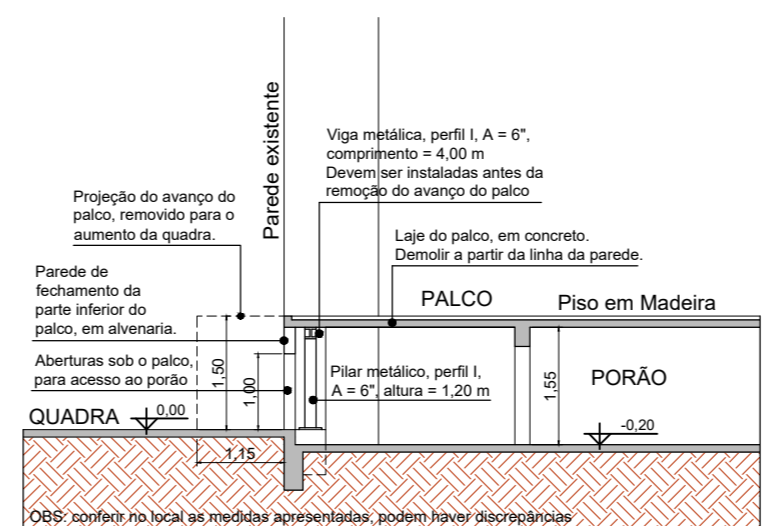 Parede existente
Viga metálica, perfil I, A = 6",
comprimento = 4,00 m
Devem ser instaladas antes da
remoção do avanço do palco
Projeção do avanço do
palco, removido para o
aumento da quadra.
Laje do palco, em concreto.
Demolir a partir da linha da parede.
Parede de
fechamento da
parte inferior do
palco, em alvenaria.
PALCO
Piso em Madeira
Aberturas sob o palco,
para acesso ao porão
1,50
1,00
Pilar metálico, perfil I,
A = 6", altura = 1,20 m
1,55
PORÃO
QUADRA
0,00
-0,20
1,15
OBS: conferir no local as medidas apresentadas, podem haver discrepâncias